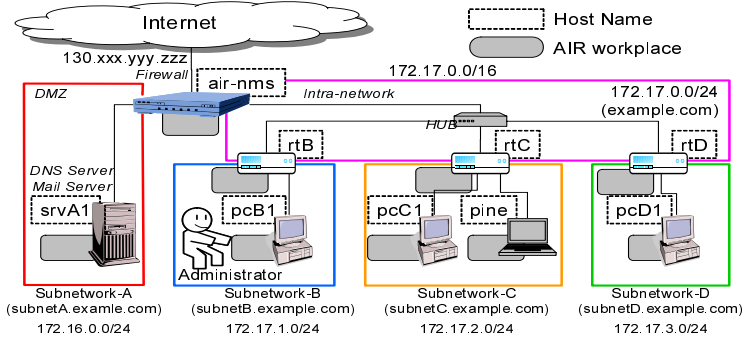 Internet
Host Name
AIR workplace
130.xxx.yyy.zzz
Firewall
172.17.0.0/16
DMZ
air-nms
Intra-network
172.17.0.0/24
(example.com)
HUB
rtB
rtC
rtD
DNS Server
Mail Server
srvA1
pcB1
pcC1
pine
pcD1
Administrator
Subnetwork-A
(subnetA.examle.com)
172.16.0.0/24
Subnetwork-B
(subnetB.example.com)
172.17.1.0/24
Subnetwork-C
(subnetC.example.com)
172.17.2.0/24
Subnetwork-D
(subnetD.example.com)
172.17.3.0/24